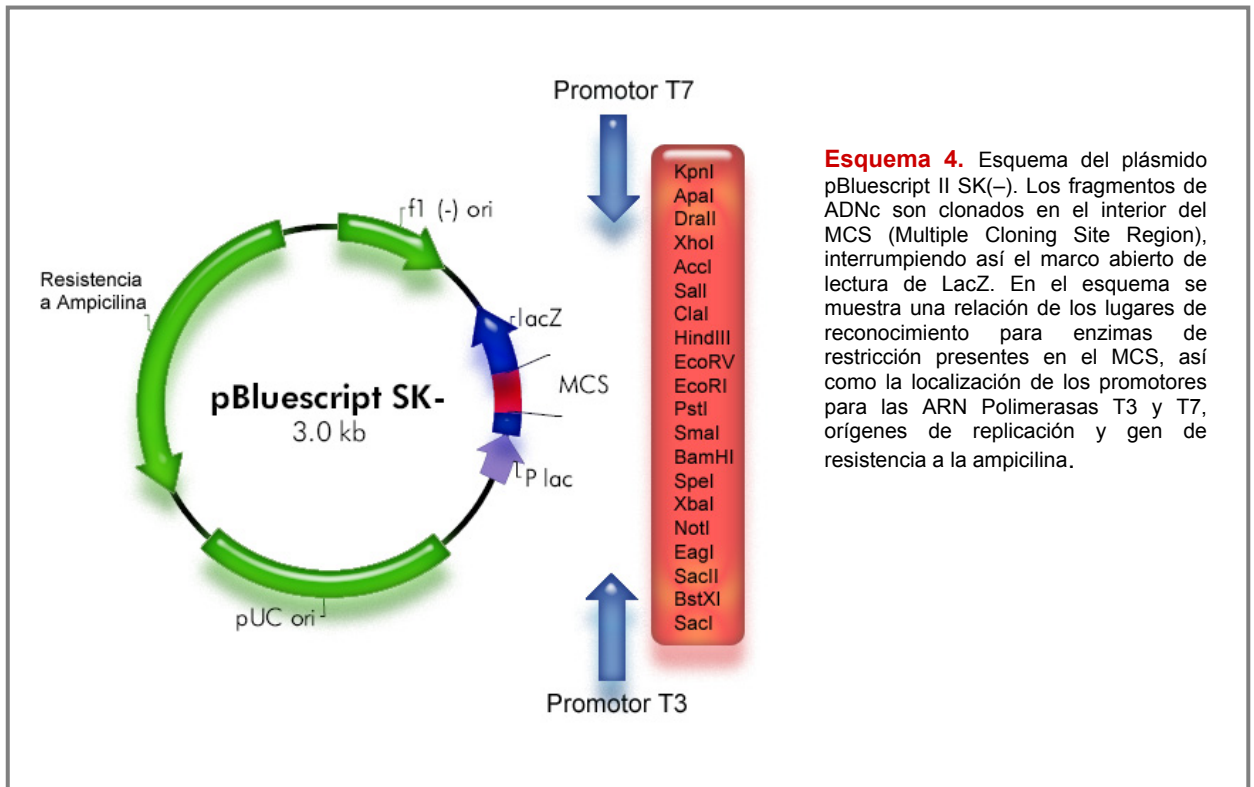 Promotor T7
KpnI
ApaI
DraII
XhoI
AccI
SalI
ClaI
HindIII
EcoRV
EcoRI
PstI
SmaI
BamHI
SpeI
XbaI
NotI
EagI
SacII
BstXI
SacI
Promotor T3
f1 (-) ori
Resistencia
a Ampicilina
lacZ
MCS
pBluescript SK-
3.0 kb
P lac
pUC ori
Esquema 4. Esquema del plásmido
pBluescript II SK(–). Los fragmentos de
ADNc son clonados en el interior del
MCS (Multiple Cloning Site Region),
interrumpiendo así el marco abierto de
lectura de LacZ. En el esquema se
muestra una relación de los lugares de
reconocimiento para enzimas de
restricción presentes en el MCS, así
como la localización de los promotores
para las ARN Polimerasas T3 y T7,
orígenes de replicación y gen de
resistencia a la ampicilina.